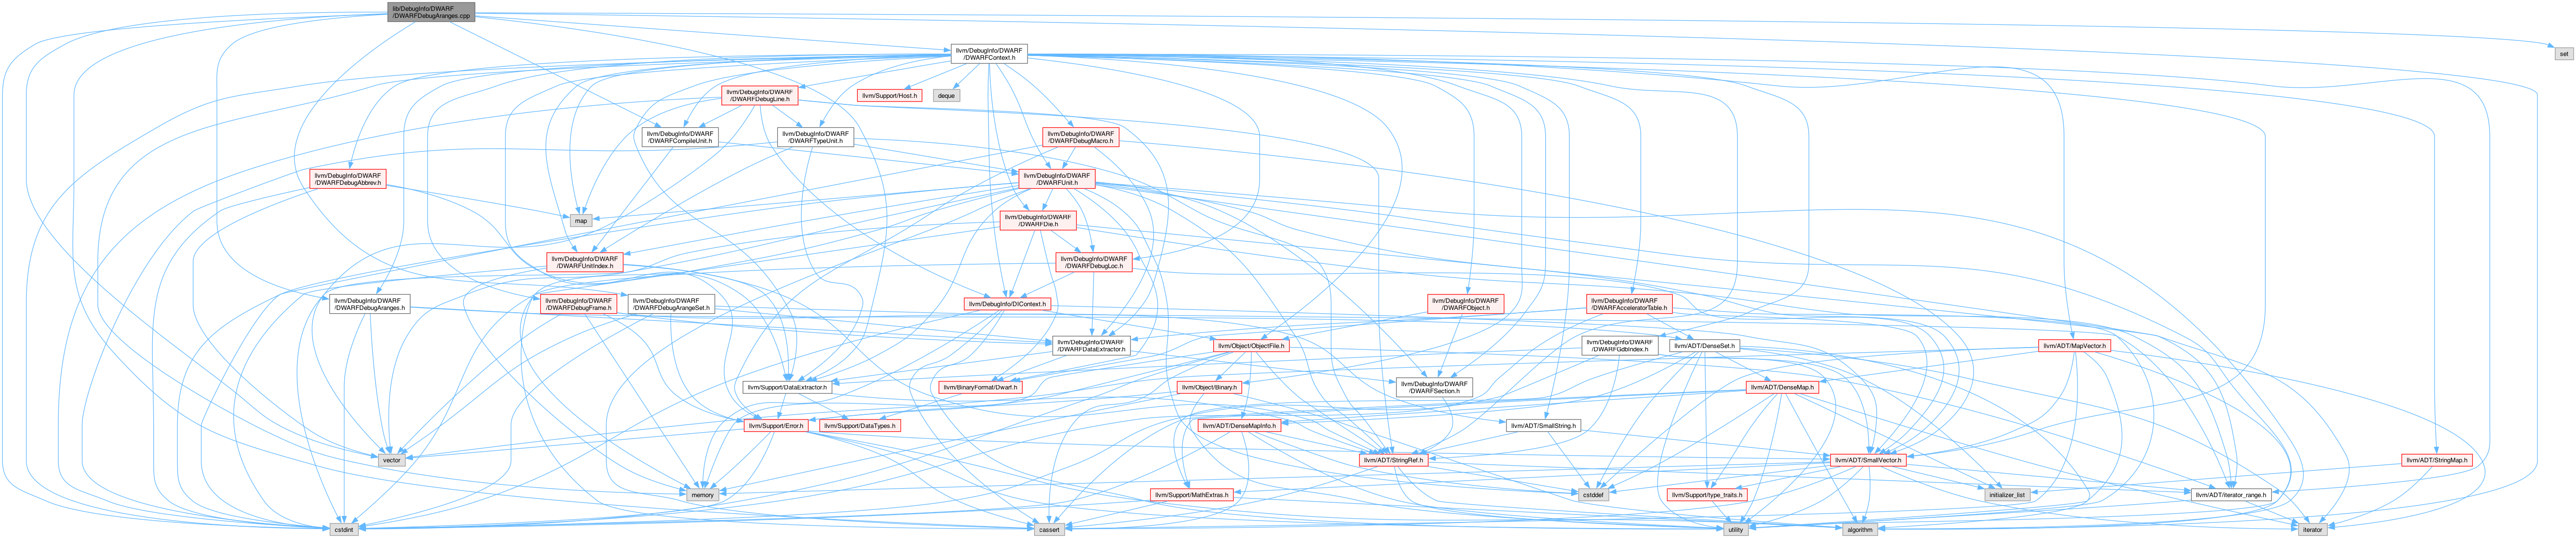 lib/DebugInfo/DWARF
/DWARFDebugAranges.cpp
llvm/DebugInfo/DWARF
/DWARFContext.h
set
llvm/DebugInfo/DWARF
/DWARFDebugLine.h
llvm/Support/Host.h
deque
llvm/DebugInfo/DWARF
/DWARFCompileUnit.h
llvm/DebugInfo/DWARF
/DWARFTypeUnit.h
llvm/DebugInfo/DWARF
/DWARFDebugMacro.h
llvm/DebugInfo/DWARF
/DWARFDebugAbbrev.h
llvm/DebugInfo/DWARF
/DWARFUnit.h
map
llvm/DebugInfo/DWARF
/DWARFDie.h
llvm/DebugInfo/DWARF
/DWARFUnitIndex.h
llvm/DebugInfo/DWARF
/DWARFDebugLoc.h
llvm/DebugInfo/DWARF
/DWARFDebugAranges.h
llvm/DebugInfo/DWARF
/DWARFDebugFrame.h
llvm/DebugInfo/DWARF
/DWARFDebugArangeSet.h
llvm/DebugInfo/DIContext.h
llvm/DebugInfo/DWARF
/DWARFObject.h
llvm/DebugInfo/DWARF
/DWARFAcceleratorTable.h
llvm/DebugInfo/DWARF
/DWARFDataExtractor.h
llvm/Object/ObjectFile.h
llvm/DebugInfo/DWARF
/DWARFGdbIndex.h
llvm/ADT/DenseSet.h
llvm/ADT/MapVector.h
llvm/Support/DataExtractor.h
llvm/BinaryFormat/Dwarf.h
llvm/Object/Binary.h
llvm/DebugInfo/DWARF
/DWARFSection.h
llvm/ADT/DenseMap.h
llvm/Support/Error.h
llvm/Support/DataTypes.h
llvm/ADT/DenseMapInfo.h
llvm/ADT/SmallString.h
vector
llvm/ADT/StringRef.h
llvm/ADT/SmallVector.h
llvm/ADT/StringMap.h
memory
llvm/Support/MathExtras.h
cstddef
llvm/Support/type_traits.h
initializer_list
llvm/ADT/iterator_range.h
cstdint
cassert
utility
algorithm
iterator